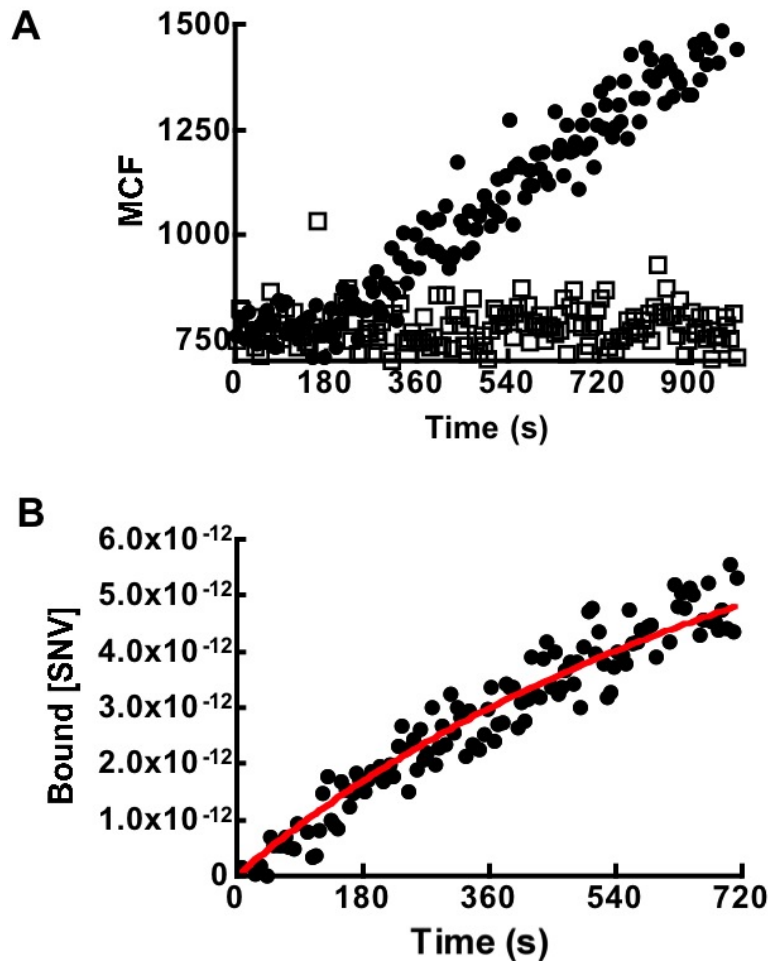 A
1500
1250
1000
750
MCF
0 180 360 540 720 900
Time (s)
B
6.0x10-12
5.0x10-12
4.0x10-12
3.0x10-12
2.0x10-12
1.0x10-12
0
Bound [SNV]
0 180 360 540 720
Time (s)